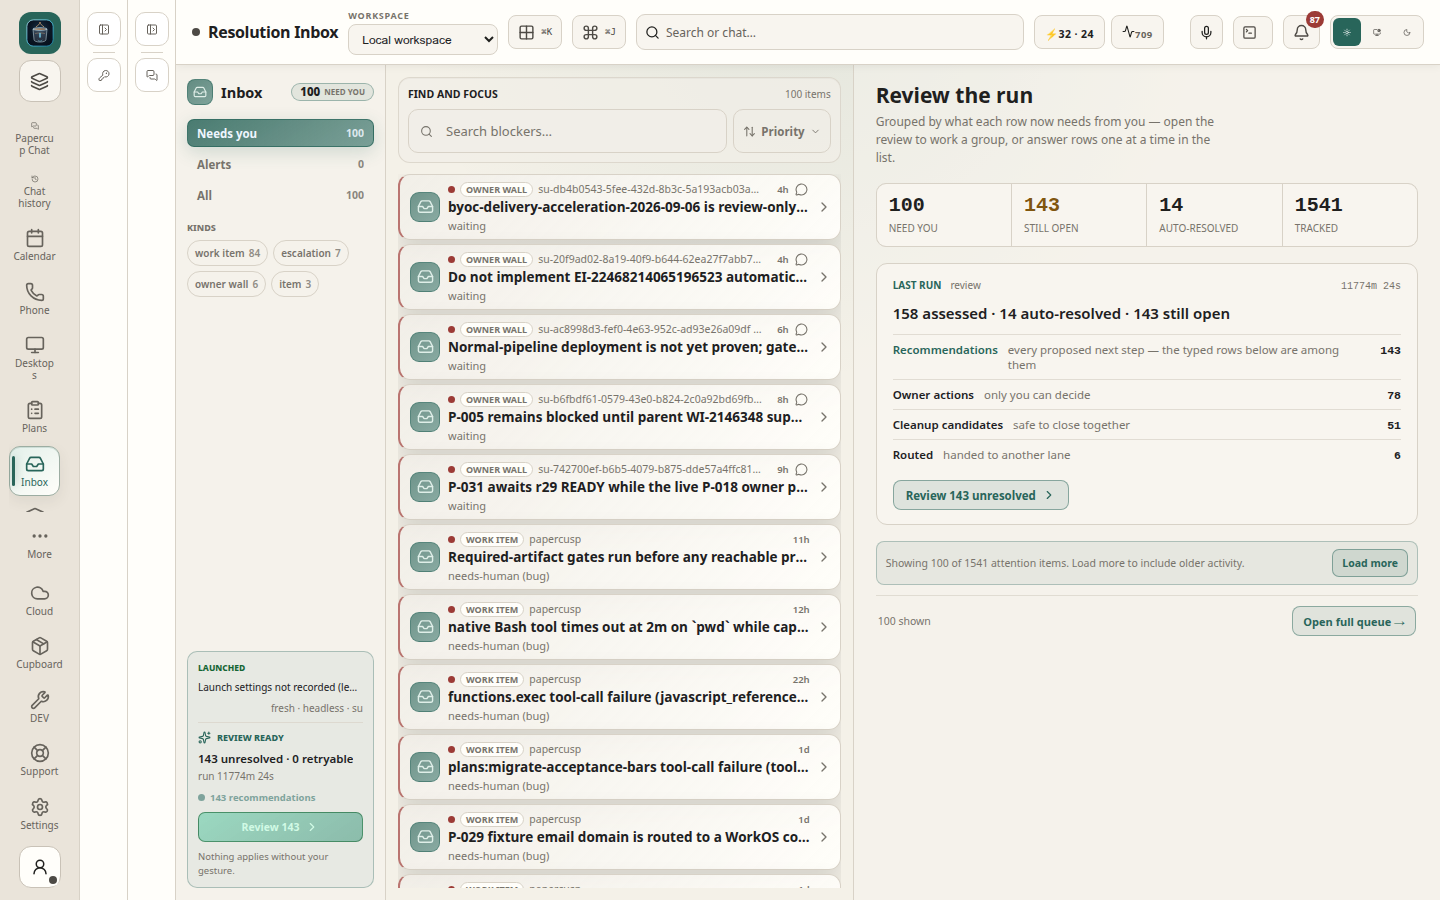 Papercu
p Chat
Chat
history
Calendar
Phone
Desktop
s
Plans
Inbox
More
Cloud
Cupboard
DEV
Support
Settings
Resolution Inbox
WORKSPACE
Local workspace
⌘K
⌘J
Search or chat...
⚡32 · 24
709
87
Inbox
100 NEED YOU
Needs you 100
Alerts 0
All 100
KINDS
work item 84
escalation 7
owner wall 6
item 3
LAUNCHED
Launch settings not recorded (le...
fresh · headless · su
REVIEW READY
143 unresolved · 0 retryable
run 11774m 24s
143 recommendations
Review 143
Nothing applies without your
gesture.
FIND AND FOCUS
100 items
Search blockers...
Priority
OWNER WALL su-db4b0543-5fee-432d-8b3c-5a193acb03a... 4h
byoc-delivery-acceleration-2026-09-06 is review-only...
waiting
OWNER WALL su-20f9ad02-8a19-40f9-b644-62ea27f7abb7... 4h
Do not implement EI-22468214065196523 automatic...
waiting
OWNER WALL su-ac8998d3-fef0-4e63-952c-ad93e26a09df ... 6h
Normal-pipeline deployment is not yet proven; gate...
waiting
OWNER WALL su-b6fbdf61-0579-43e0-b824-2c0a92bd69fb... 8h
P-005 remains blocked until parent WI-2146348 sup...
waiting
OWNER WALL su-742700ef-b6b5-4079-b875-dde57a4ffc81... 9h
P-031 awaits r29 READY while the live P-018 owner p...
waiting
WORK ITEM papercusp 11h
Required-artifact gates run before any reachable pr...
needs-human (bug)
WORK ITEM papercusp 12h
native Bash tool times out at 2m on `pwd` while cap...
needs-human (bug)
WORK ITEM papercusp 22h
functions.exec tool-call failure (javascript_reference...
needs-human (bug)
WORK ITEM papercusp 1d
plans:migrate-acceptance-bars tool-call failure (tool...
needs-human (bug)
WORK ITEM papercusp 1d
P-029 fixture email domain is routed to a WorkOS co...
needs-human (bug)
Review the run
Grouped by what each row now needs from you — open the
review to work a group, or answer rows one at a time in the
list.
100
NEED YOU
143
STILL OPEN
14
AUTO-RESOLVED
1541
TRACKED
LAST RUN review 11774m 24s
158 assessed · 14 auto-resolved · 143 still open
Recommendations every proposed next step — the typed rows below are among 143
them
Owner actions only you can decide 78
Cleanup candidates safe to close together 51
Routed handed to another lane 6
Review 143 unresolved
Showing 100 of 1541 attention items. Load more to include older activity.
Load more
100 shown
Open full queue →